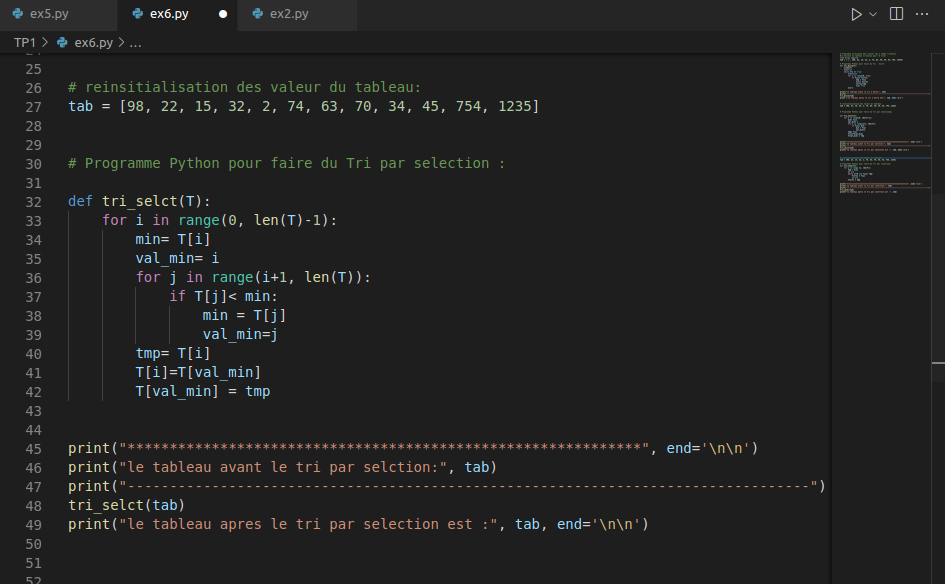 ex5.py ex6.py ex2.py
TP1 > ex6.py > ...
25
26 # reinsitialisation des valeur du tableau:
27 tab = [98, 22, 15, 32, 2, 74, 63, 70, 34, 45, 754, 1235]
28
29
30 # Programme Python pour faire du Tri par selection :
31
32 def tri_selct(T):
33     for i in range(0, len(T)-1):
34         min= T[i]
35         val_min= i
36         for j in range(i+1, len(T)):
37             if T[j]< min:
38                 min = T[j]
39                 val_min=j
40         tmp= T[i]
41         T[i]=T[val_min]
42         T[val_min] = tmp
43
44
45 print("*************************************************************", end='\n\n')
46 print("le tableau avant le tri par selction:", tab)
47 print("---------------------------------------------------------------------------------")
48 tri_selct(tab)
49 print("le tableau apres le tri par selection est :", tab, end='\n\n')
50
51
52